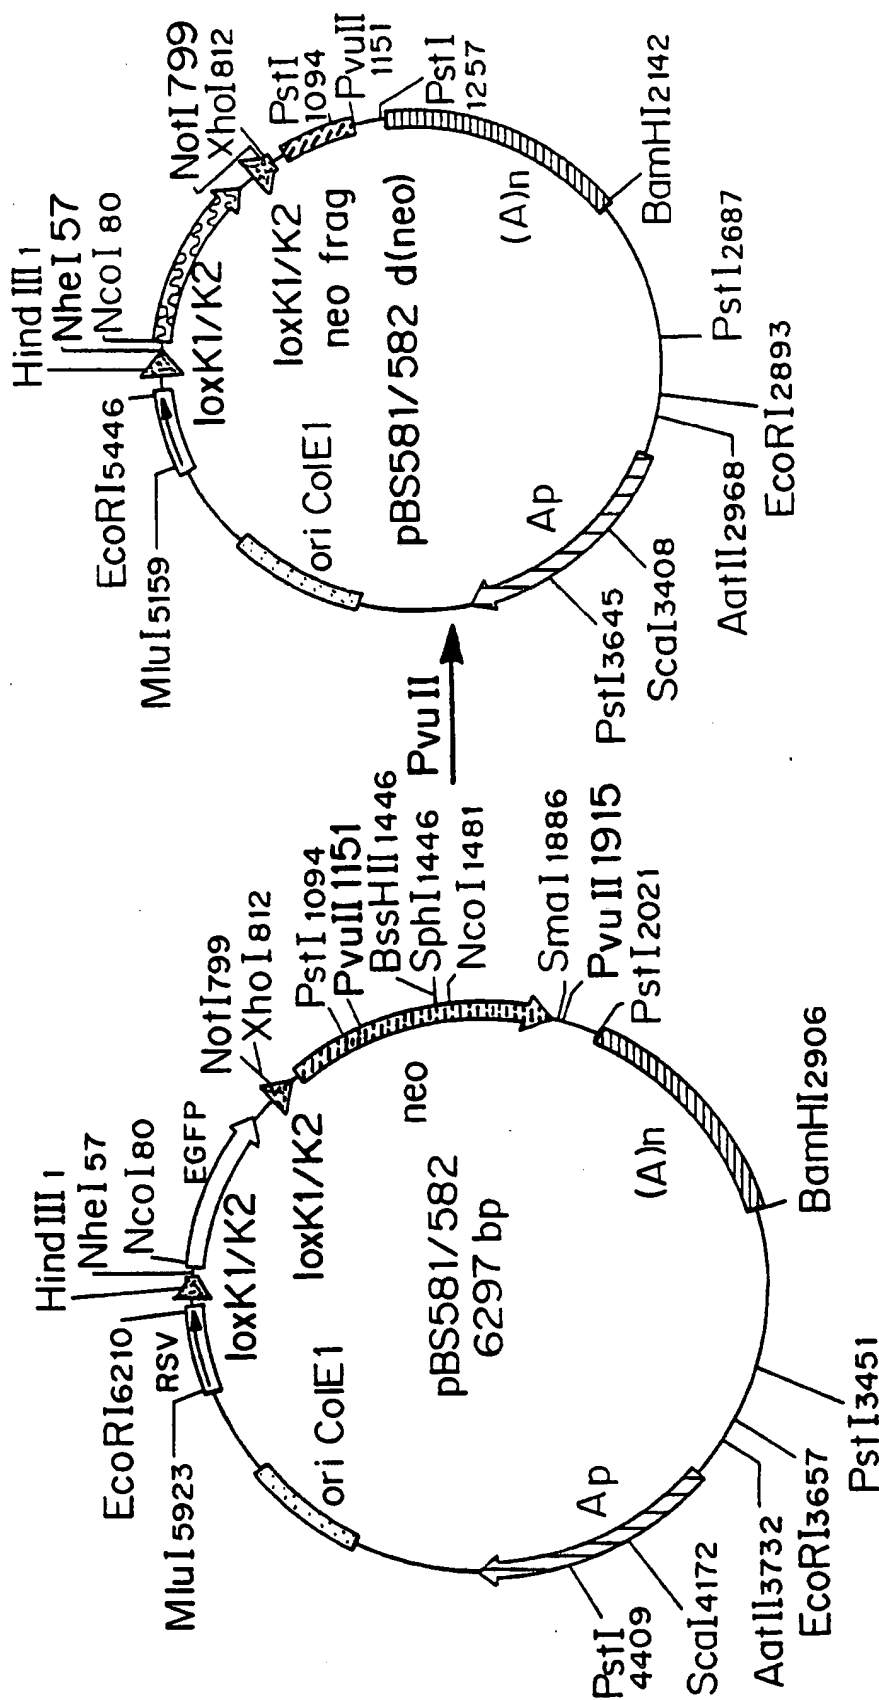 HindIII 1
NheI 57
NcoI 80
EcoRI 6210
RSV
MluI 5923
EGFP
NotI 799
XhoI 812
loxK1/K2
loxK1/K2
PstI 1094
PvuII 1151
BssHII 1446
SphI 1446
NcoI 1481
neo
SmaI 1886
PvuII 1915
PstI 2021
ori ColE1
pBS581/582
6297 bp
(A)n
BamHI 2906
Ap
PstI
4409
ScaI 4172
AatII 3732
EcoRI 3657
PstI 3451
PvuII
Hind III 1
NheI 57
NcoI 80
EcoRI 5446
MluI 5159
NotI 799
XhoI 812
loxK1/K2
loxK1/K2
neo frag
PstI
1094
PvuII
1151
PstI
1257
ori ColE1
pBS581/582 d(neo)
(A)n
BamHI 2142
Ap
PstI 2687
EcoRI 2893
AatII 2968
ScaI 3408
PstI 3645